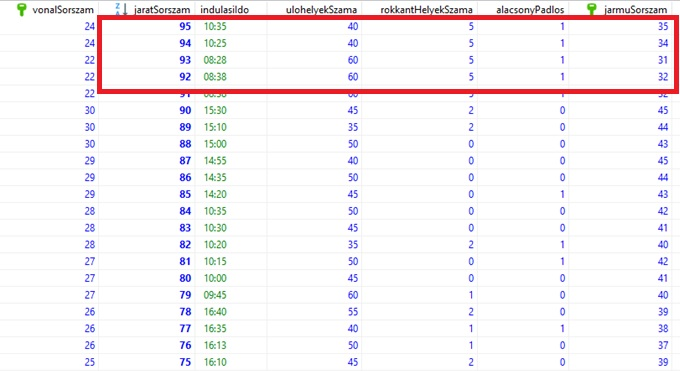 vonalSorszam jaratSorszam indulasiIdo ulohelyekSzama rokkantHelyekSzama alacsonyPadlos jarmuSorszam
24 95 10:35 40 5 1 35
24 94 10:25 40 5 1 34
22 93 08:28 60 5 1 31
22 92 08:38 60 5 1 32
22 91 08:30 60 5 1 32
30 90 15:30 45 2 0 45
30 89 15:10 35 2 0 44
30 88 15:00 50 0 0 43
29 87 14:55 40 0 0 45
29 86 14:35 50 0 0 44
29 85 14:20 45 0 1 43
28 84 10:35 50 0 0 42
28 83 10:30 45 0 0 41
28 82 10:20 35 2 1 40
27 81 10:15 50 0 1 42
27 80 10:00 45 0 0 41
27 79 09:45 60 1 0 40
26 78 16:40 55 2 0 39
26 77 16:35 40 1 1 38
26 76 16:13 50 1 0 37
25 75 16:10 45 2 0 39